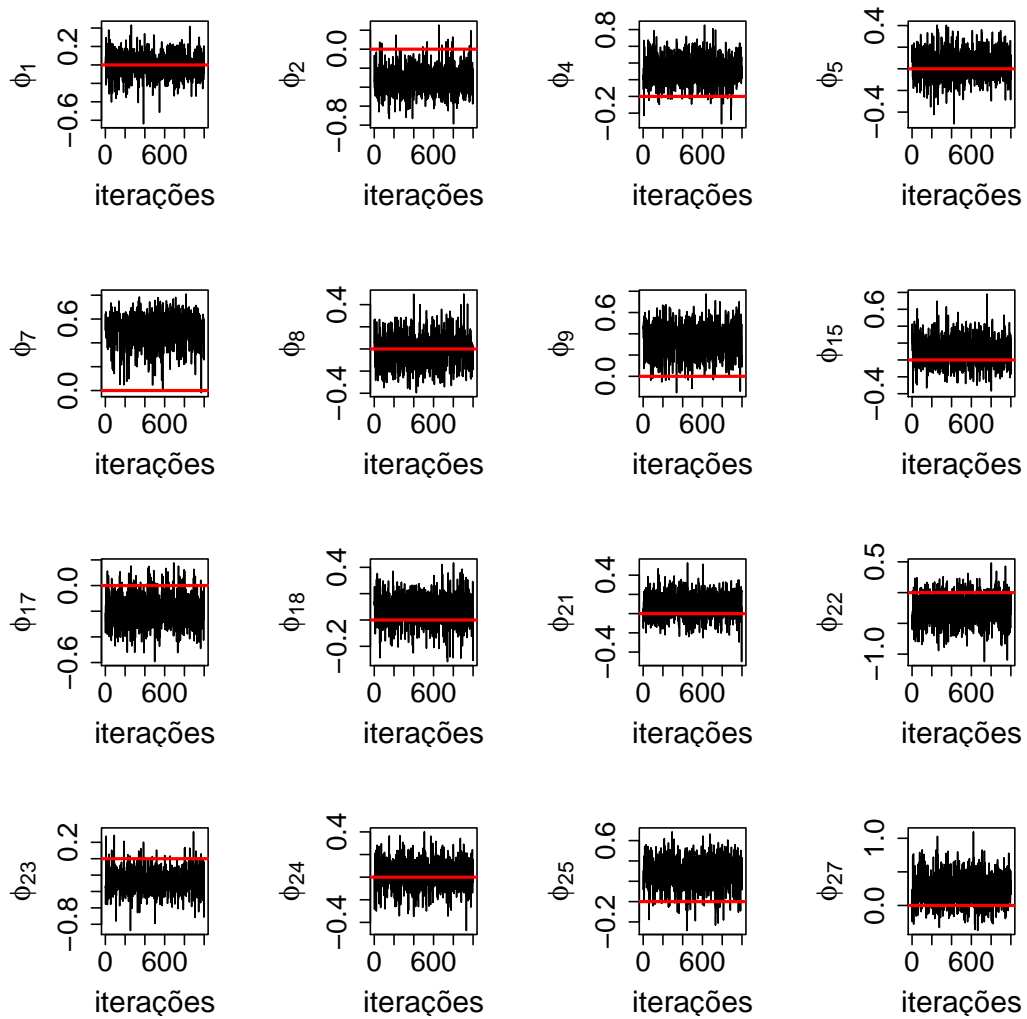 ϕ1 −0.6 0.2 0 600 iterações
ϕ2 −0.8 0.0 0 600 iterações
ϕ4 −0.2 0.8 0 600 iterações
ϕ5 −0.4 0.4 0 600 iterações
ϕ7 0.0 0.6 0 600 iterações
ϕ8 −0.4 0.4 0 600 iterações
ϕ9 0.0 0.6 0 600 iterações
ϕ15 −0.4 0.6 0 600 iterações
ϕ17 −0.6 0.0 0 600 iterações
ϕ18 −0.2 0.4 0 600 iterações
ϕ21 −0.4 0.4 0 600 iterações
ϕ22 −1.0 0.5 0 600 iterações
ϕ23 −0.8 0.2 0 600 iterações
ϕ24 −0.4 0.4 0 600 iterações
ϕ25 −0.2 0.6 0 600 iterações
ϕ27 0.0 1.0 0 600 iterações